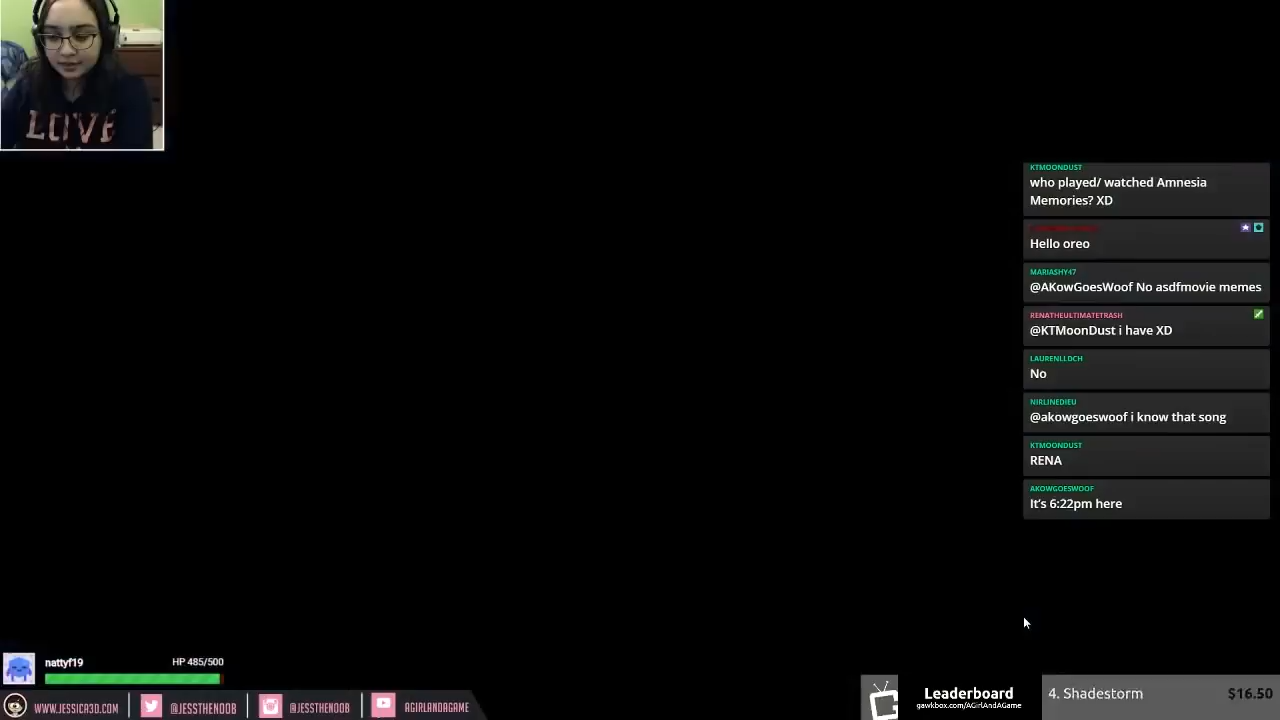 LOVE
KTMOONDUST
who played/ watched Amnesia
Memories? XD
Hello oreo
MARIASHY47
@AKowGoesWoof No asdfmovie memes
RENATHEULTIMATETRASH
@KTMoonDust i have XD
LAURENLLDCH
No
NIRLINEDIEU
@akowgoeswoof i know that song
KTMOONDUST
RENA
AKOWGOESWOOF
It's 6:22pm here
nattyf19 HP 485/500
WWW.JESSICA3D.COM @JESSTHENOOB @JESSTHENOOB AGIRLANDAGAME
Leaderboard
gawkbox.com/AGirlAndAGame
4. Shadestorm $16.50